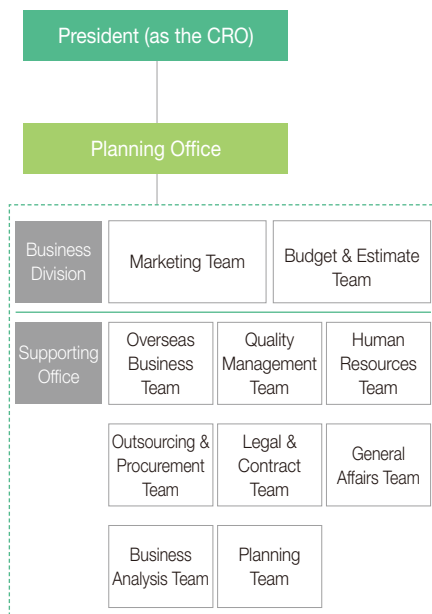 President (as the CRO)
Planning Office
Business
Division
Marketing Team
Budget & Estimate
Team
Supporting
Office
Overseas
Business
Team
Quality
Management
Team
Human
Resources
Team
Outsourcing &
Procurement
Team
Legal &
Contract
Team
General
Affairs Team
Business
Analysis Team
Planning
Team